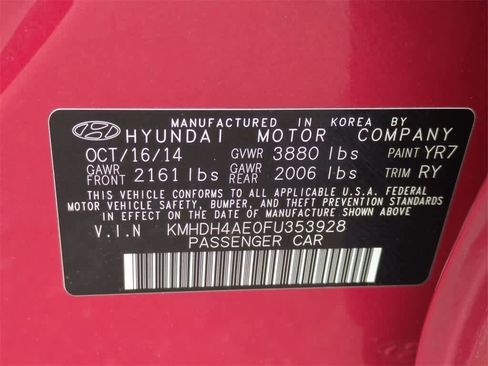 MANUFACTURED IN KOREA BY
HYUNDAI MOTOR COMPANY
OCT/16/14 GVWR 3880 lbs PAINT YR7
GAWR FRONT 2161 lbs GAWR REAR 2006 lbs TRIM RY
THIS VEHICLE CONFORMS TO ALL APPLICABLE U.S.A. FEDERAL
MOTOR VEHICLE SAFETY, BUMPER, AND THEFT PREVENTION STANDARDS
IN EFFECT ON THE DATE OF MANUFACTURE SHOWN ABOVE
V.I.N KMHDH4AE0FU353928
PASSENGER CAR